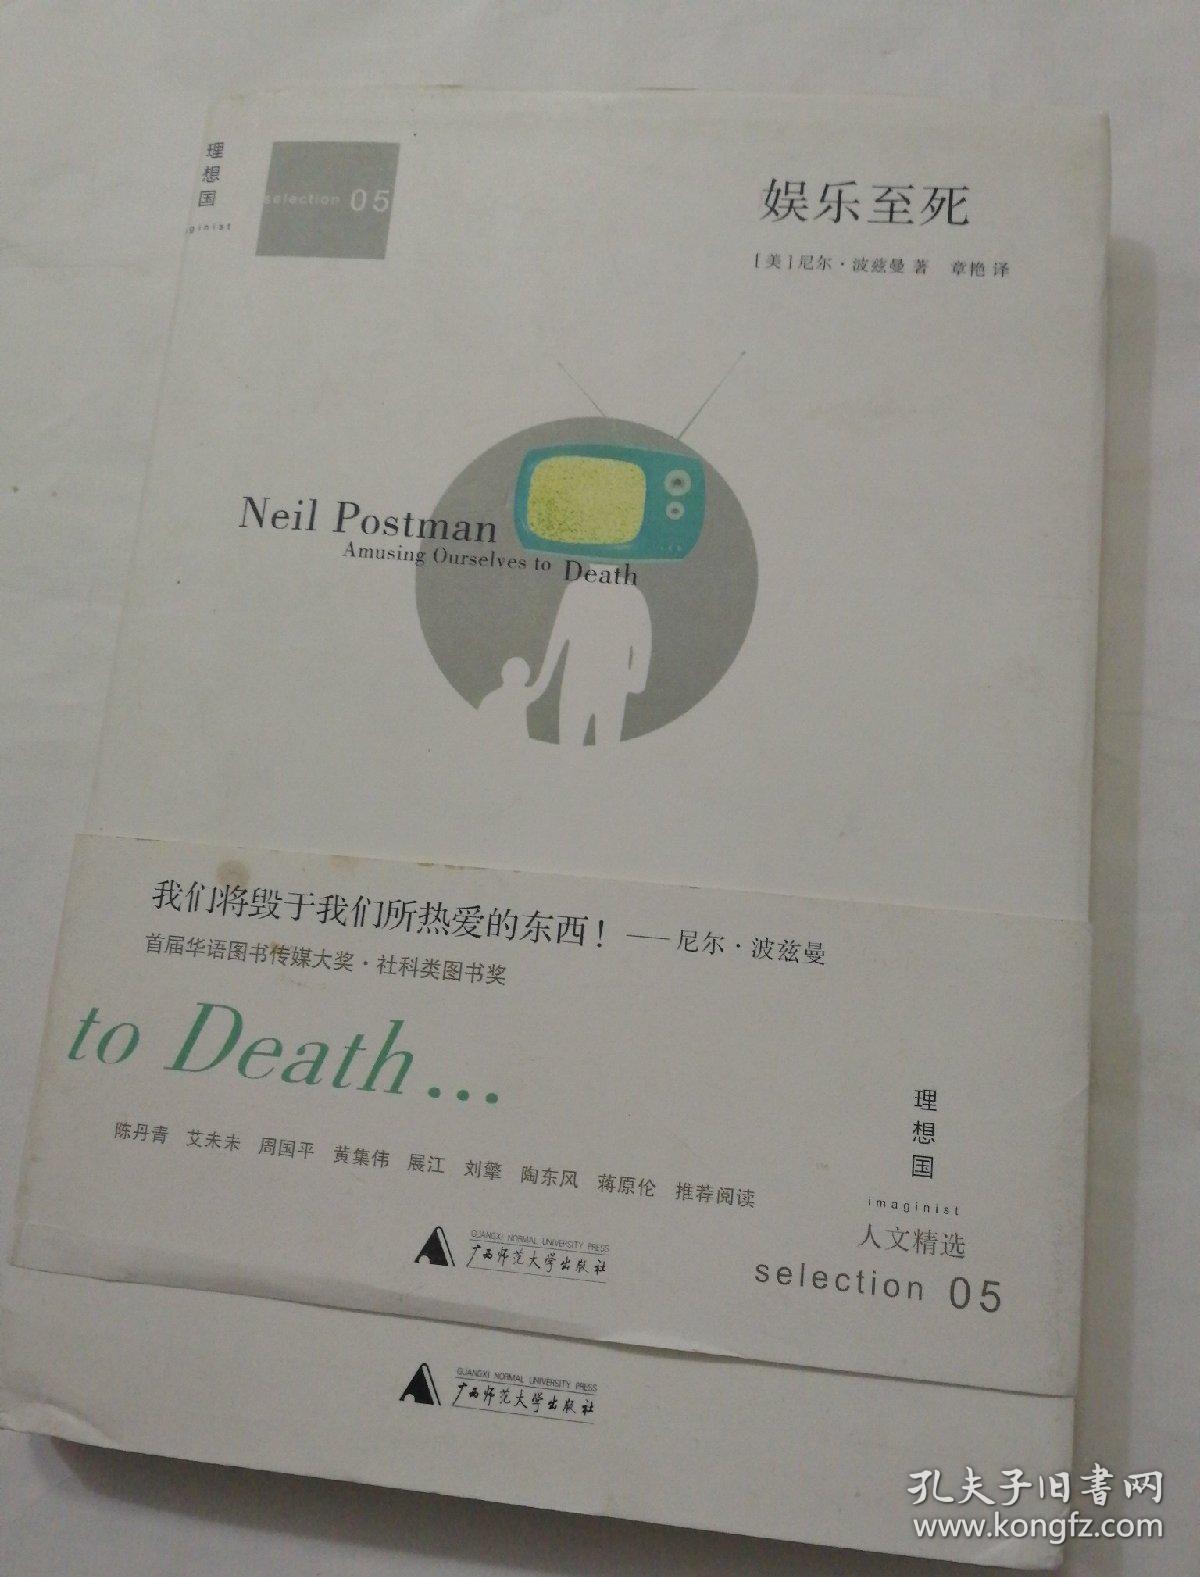 理想国
ginist
selection 05
娱乐至死
[美]尼尔·波兹曼 著 章艳 译
Neil Postman
Amusing Ourselves to Death
我们将毁于我们所热爱的东西！——尼尔·波兹曼
首届华语图书传媒大奖·社科类图书奖
to Death...
陈丹青 艾未未 周国平 黄集伟 展江 刘擎 陶东风 蒋原伦 推荐阅读
理想国
imaginist
人文精选
selection 05
GUANGXI NORMAL UNIVERSITY PRESS
广西师范大学出版社
GUANGXI NORMAL UNIVERSITY PRESS
广西师范大学出版社
孔夫子旧書网
www.kongfz.com